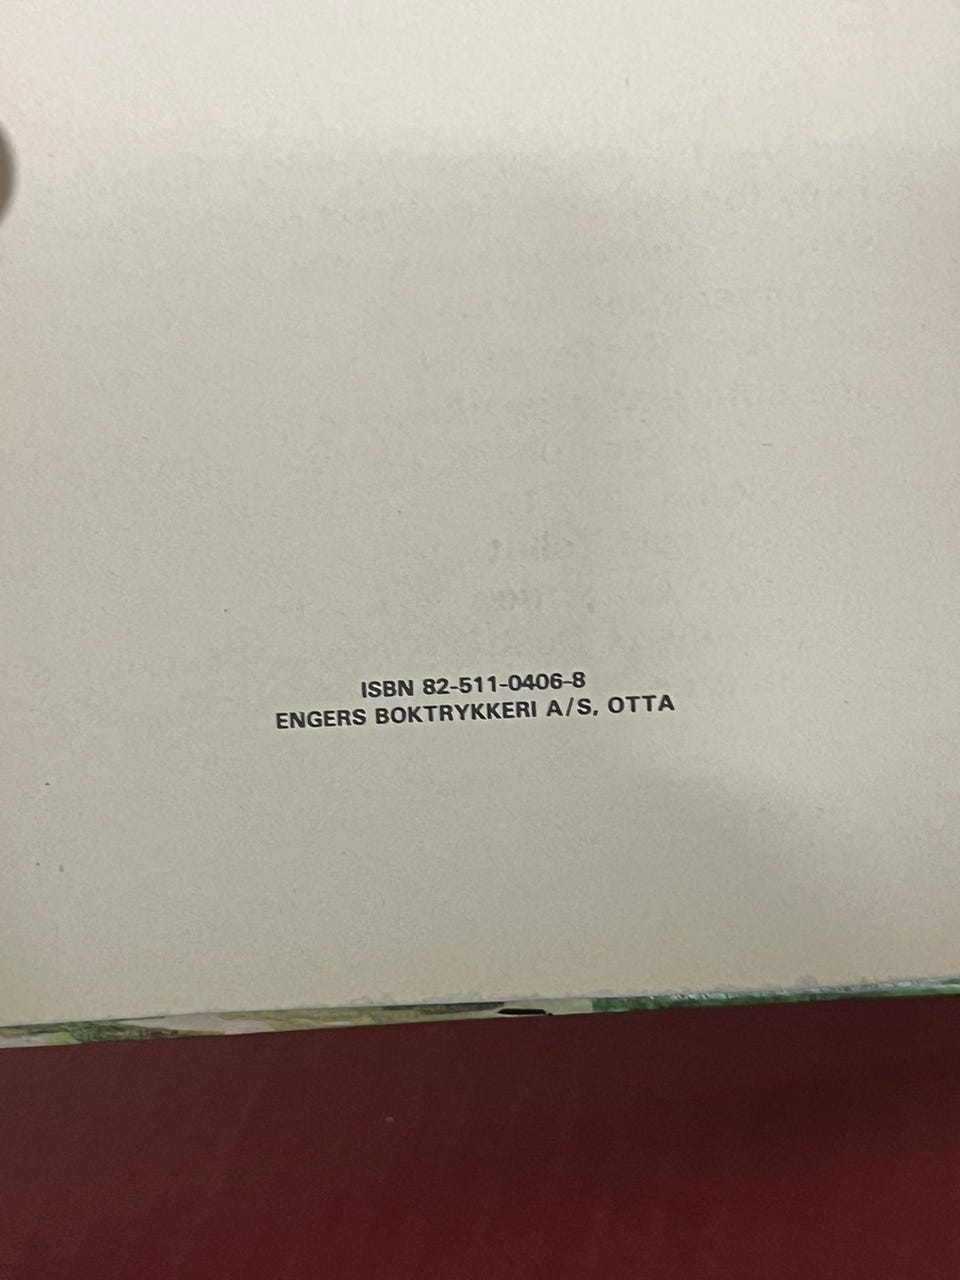 ISBN 82-511-0406-8
ENGERS BOKTRYKKERI A/S, OTTA